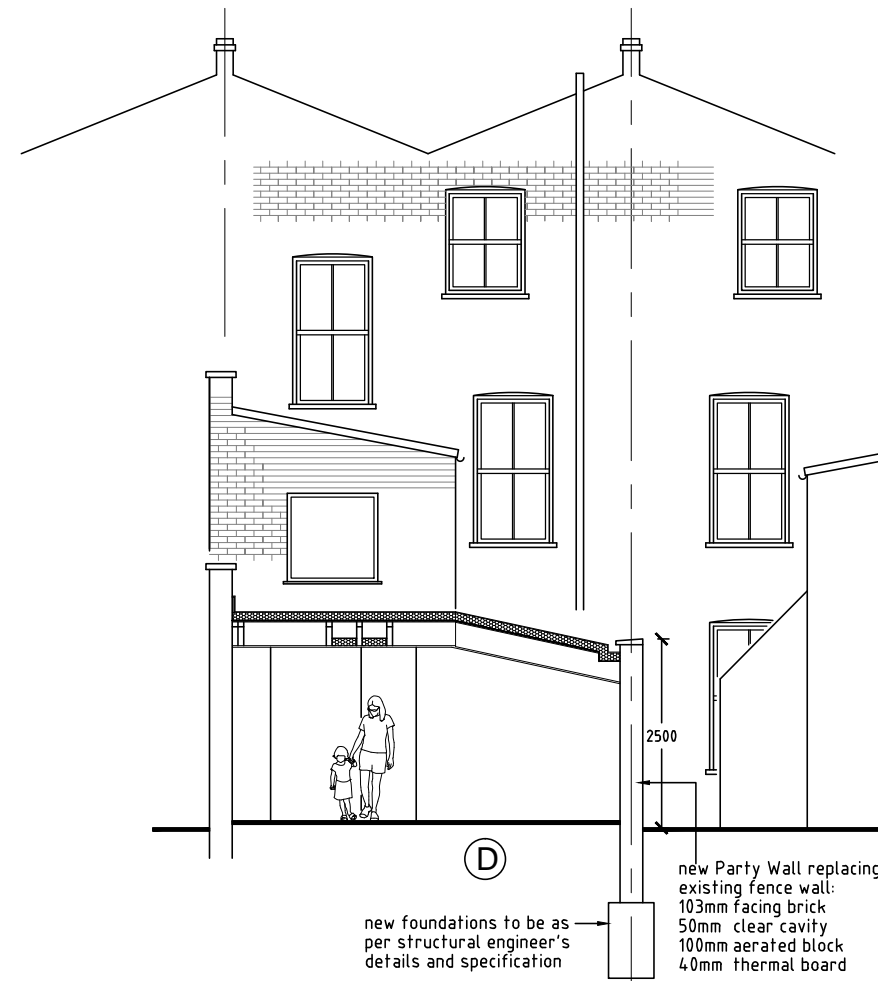 2500
D
new Party Wall replacing
existing fence wall:
103mm facing brick
50mm clear cavity
100mm aerated block
40mm thermal board
new foundations to be as
per structural engineer's
details and specification